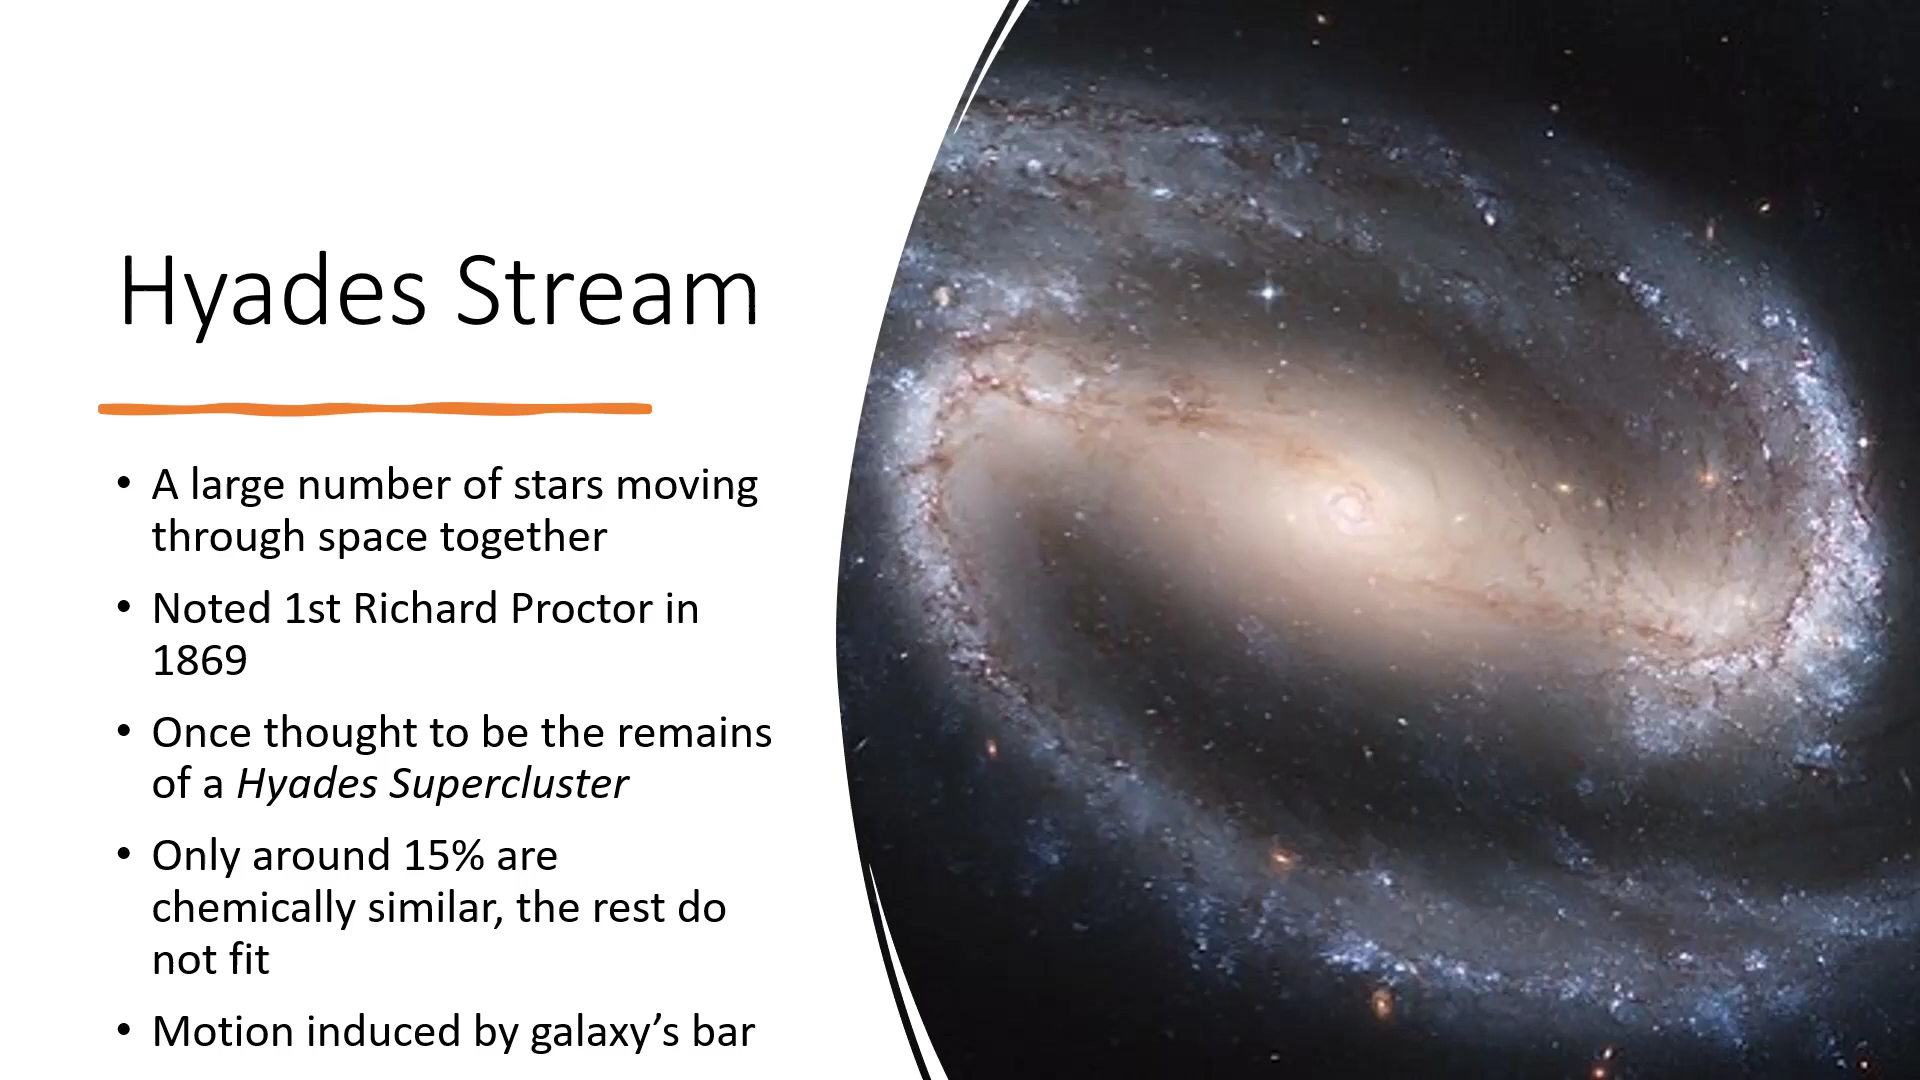 Hyades Stream
• A large number of stars moving
through space together
• Noted 1st Richard Proctor in
1869
• Once thought to be the remains
of a Hyades Supercluster
• Only around 15% are
chemically similar, the rest do
not fit
• Motion induced by galaxy’s bar